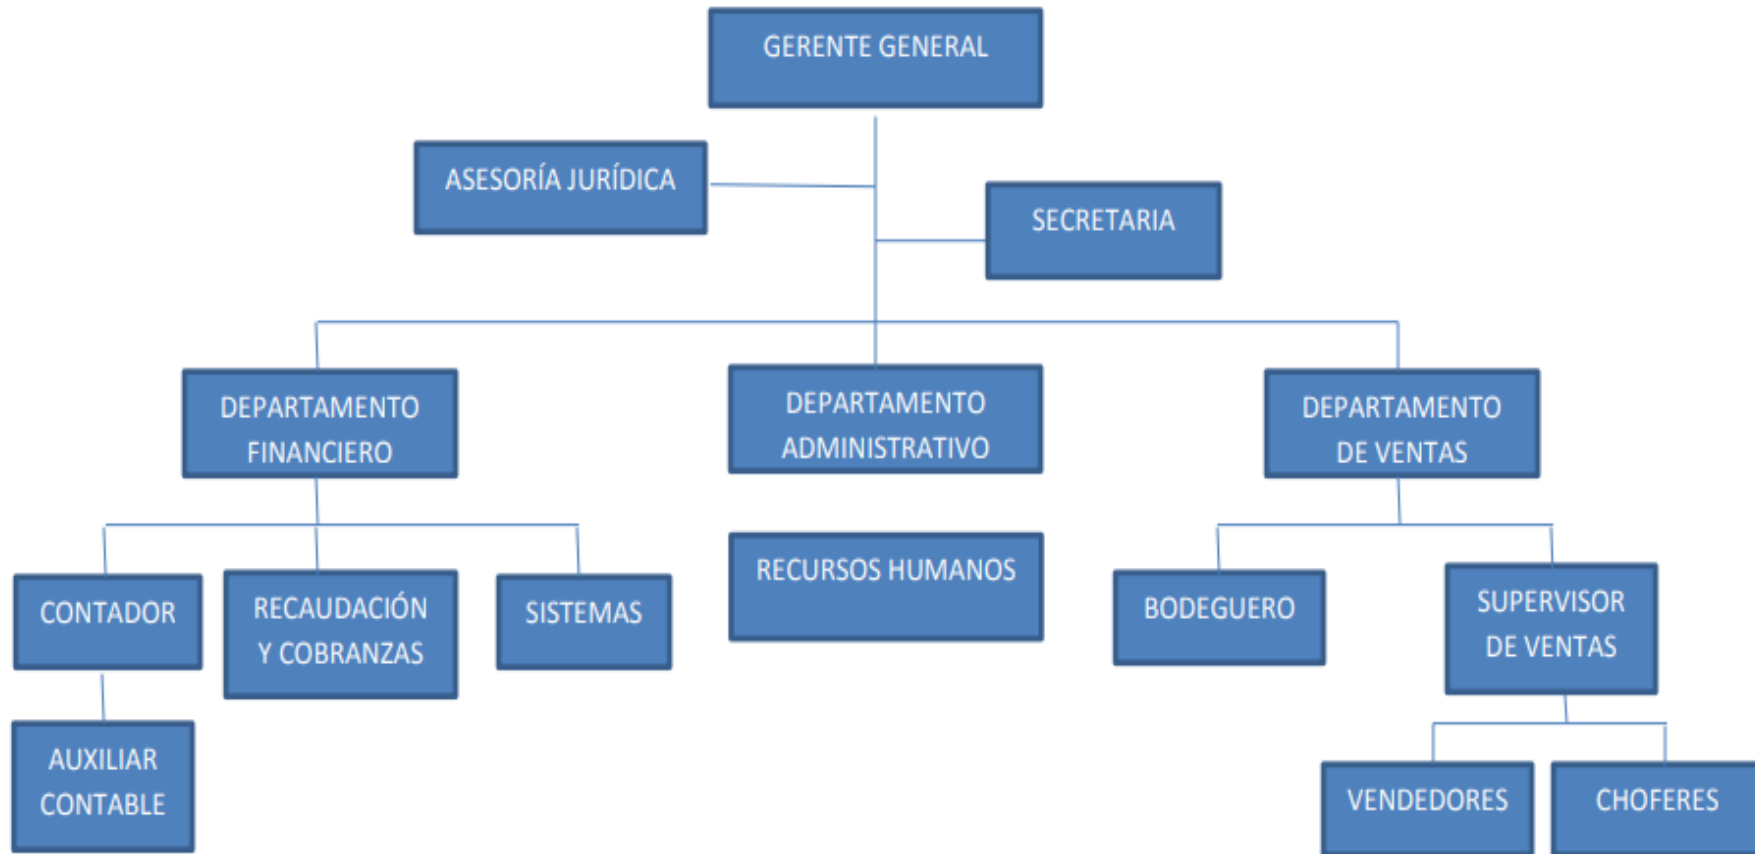 GERENTE GENERAL
ASESORÍA JURÍDICA
SECRETARIA
DEPARTAMENTO
FINANCIERO
DEPARTAMENTO
ADMINISTRATIVO
DEPARTAMENTO
DE VENTAS
CONTADOR
RECAUDACIÓN
Y COBRANZAS
SISTEMAS
RECURSOS HUMANOS
BODEGUERO
SUPERVISOR
DE VENTAS
AUXILIAR
CONTABLE
VENDEDORES
CHOFERES